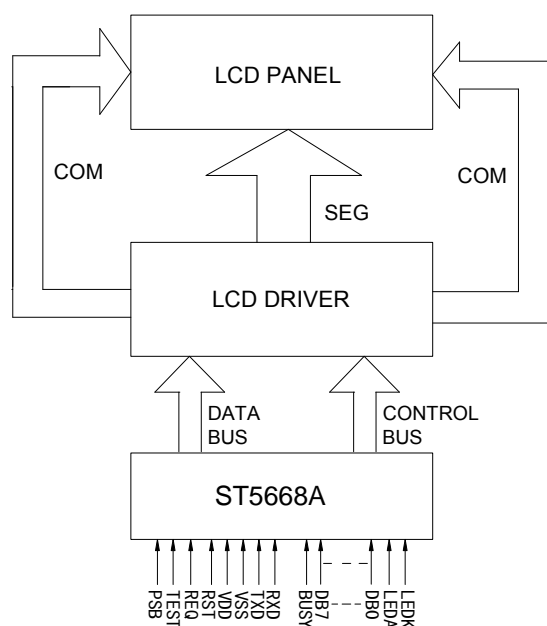 LCD PANEL
COM
COM
SEG
LCD DRIVER
DATA
BUS
CONTROL
BUS
ST5668A
PSB
TEST
REQ
RST
VDD
VSS
TXD
RXD
BUSY
DB7
DB0
LEDA
LEDK